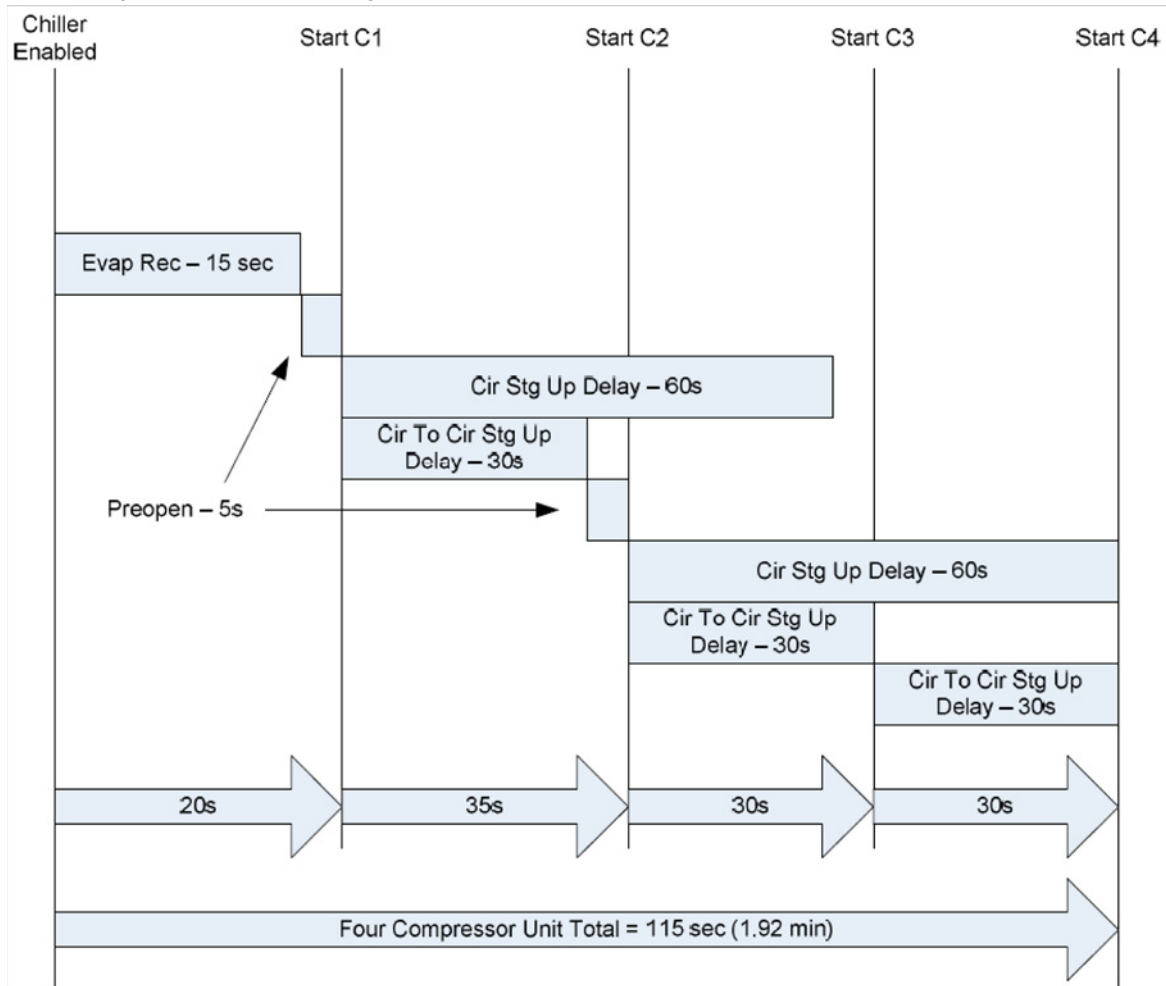 Chiller
Enabled
Start C1
Start C2
Start C3
Start C4
Evap Rec – 15 sec
Cir Stg Up Delay – 60s
Cir To Cir Stg Up
Delay – 30s
Preopen – 5s
Cir Stg Up Delay – 60s
Cir To Cir Stg Up
Delay – 30s
Cir To Cir Stg Up
Delay – 30s
20s
35s
30s
30s
Four Compressor Unit Total = 115 sec (1.92 min)